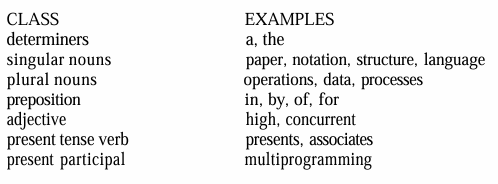 CLASS EXAMPLES
determiners a, the
singular nouns paper, notation, structure, language
plural nouns operations, data, processes
preposition in, by, of, for
adjective high, concurrent
present tense verb presents, associates
present participal multiprogramming